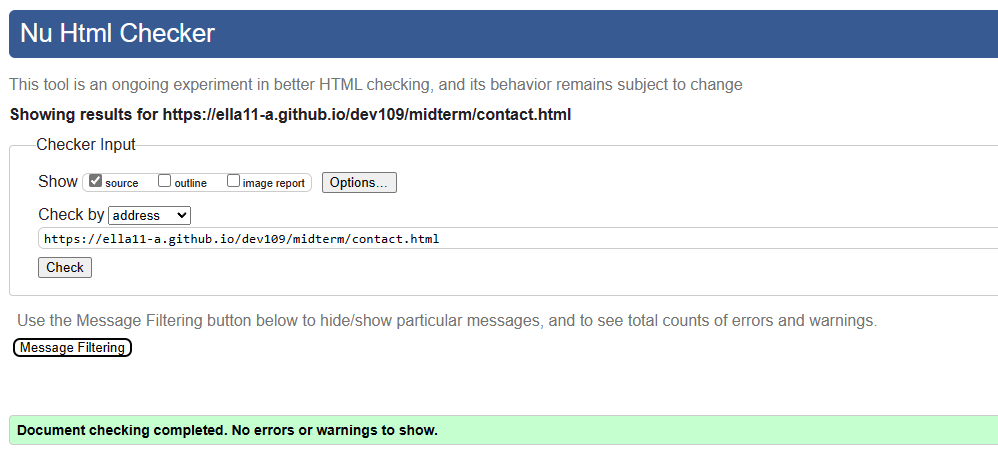 Nu Html Checker
This tool is an ongoing experiment in better HTML checking, and its behavior remains subject to change
Showing results for https://ella11-a.github.io/dev109/midterm/contact.html
Checker Input
Show source outline image report Options...
Check by address
https://ella11-a.github.io/dev109/midterm/contact.html
Check
Use the Message Filtering button below to hide/show particular messages, and to see total counts of errors and warnings.
Message Filtering
Document checking completed. No errors or warnings to show.